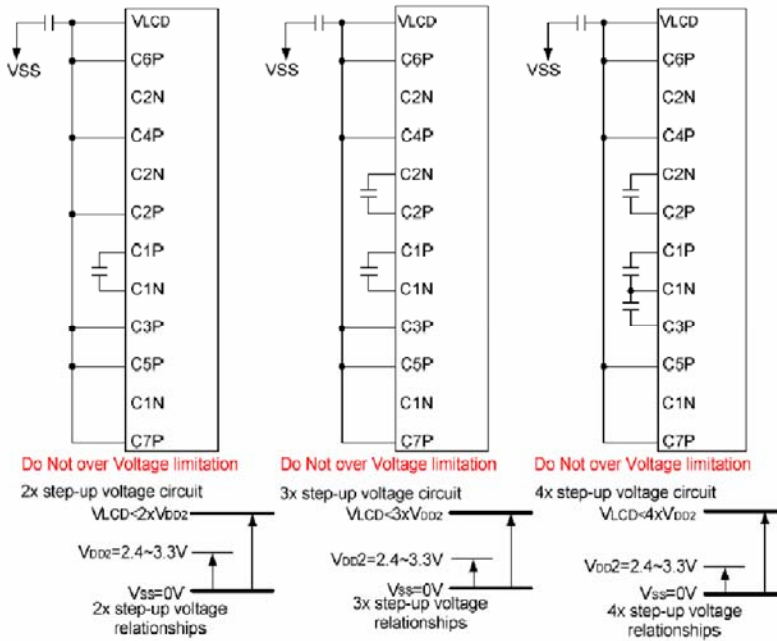 VLCD
VSS
C6P
C2N
C4P
C2N
C2P
C1P
C1N
C3P
C5P
C1N
C7P
Do Not over Voltage limitation
2x step-up voltage circuit
VLCD<2xVDD2
VDD2=2.4~3.3V
VSS=0V
2x step-up voltage
relationships
VLCD
VSS
C6P
C2N
C4P
C2N
C2P
C1P
C1N
C3P
C5P
C1N
C7P
Do Not over Voltage limitation
3x step-up voltage circuit
VLCD<3xVDD2
VDD2=2.4~3.3V
VSS=0V
3x step-up voltage
relationships
VLCD
VSS
C6P
C2N
C4P
C2N
C2P
C1P
C1N
C3P
C5P
C1N
C7P
Do Not over Voltage limitation
4x step-up voltage circuit
VLCD<4xVDD2
VDD2=2.4~3.3V
VSS=0V
4x step-up voltage
relationships